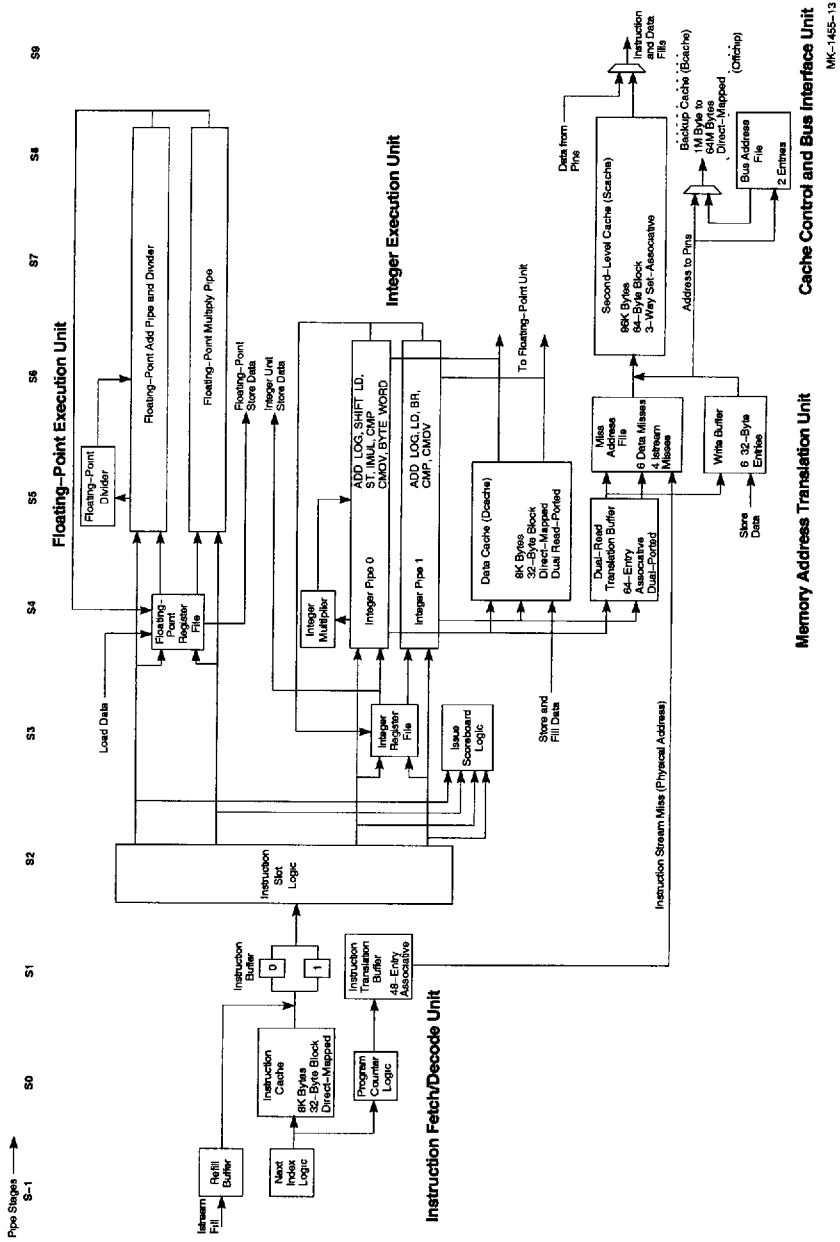 Pipe Stages
S-1
S0
S1
S2
S3
S4
S5
S6
S7
S8
S9
Floating-Point Execution Unit
Floating-Point
Divider
Floating-Point Add Pipe and Divider
Floating-Point Multiply Pipe
Load Data
Floating-
Point
Register
File
Floating-Point
Store Data
Integer Unit
Store Data
Integer Execution Unit
Integer
Multiplier
Integer Pipe 0
ADD LOG, SHIFT LD,
ST, IMUL, CMP
CMOV, BYTE WORD
Integer Pipe 1
ADD LOG, LD, BR,
CMP, CMOV
Integer
Register
File
Issue
Scoreboard
Logic
Instruction
Slot
Logic
Istream
Fill
Refill
Buffer
Next
Index
Logic
Instruction
Cache
8K Bytes
32-Byte Block
Direct-Mapped
Instruction
Buffer
0
1
Program
Counter
Logic
Instruction
Translation
Buffer
48-Entry
Associative
Instruction Fetch/Decode Unit
Store and
Fill Data
Data Cache (Dcache)
8K Bytes
32-Byte Block
Direct-Mapped
Dual Read-Ported
To Floating-Point Unit
Dual-Read
Translation Buffer
64-Entry
Associative
Dual-Ported
Miss
Address
File
6 Data Misses
4 Istream
Misses
Write Buffer
6 32-Byte
Entries
Store
Data
Instruction Stream Miss (Physical Address)
Memory Address Translation Unit
Data from
Pins
Second-Level Cache (Scache)
96K Bytes
64-Byte Block
3-Way Set-Associative
Instruction
and Data
Fills
Address to Pins
Backup Cache (Bcache)
1M Byte to
64M Bytes
Direct-Mapped
(Offchip)
Bus Address
File
2 Entries
Cache Control and Bus Interface Unit
MK-1455-13